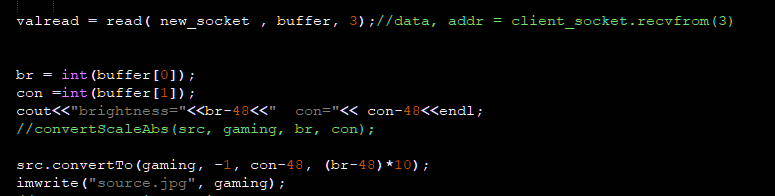 valread = read( new_socket , buffer, 3);//data, addr = client_socket.recvfrom(3)
br = int(buffer[0]);
con =int(buffer[1]);
cout<<"brightness="<<br-48<<"  con="<< con-48<<endl;
//convertScaleAbs(src, gaming, br, con);
src.convertTo(gaming, -1, con-48, (br-48)*10);
imwrite("source.jpg", gaming);